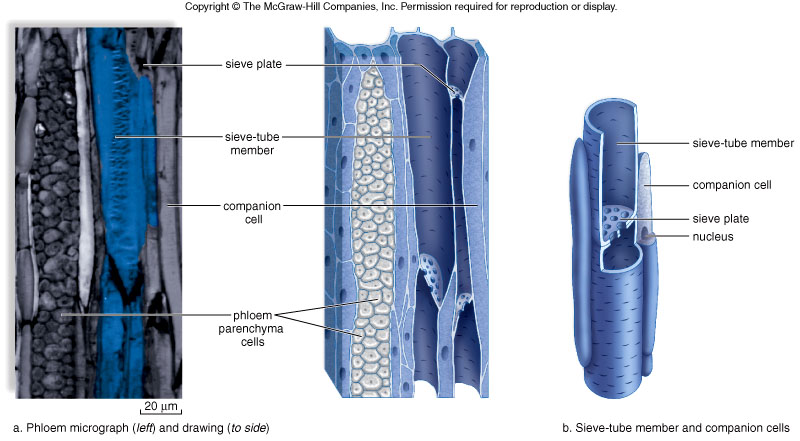 Copyright © The McGraw-Hill Companies, Inc. Permission required for reproduction or display.
sieve plate
sieve-tube
member
companion
cell
phloem
parenchyma
cells
20 µm
a. Phloem micrograph (left) and drawing (to side)
sieve-tube member
companion cell
sieve plate
nucleus
b. Sieve-tube member and companion cells